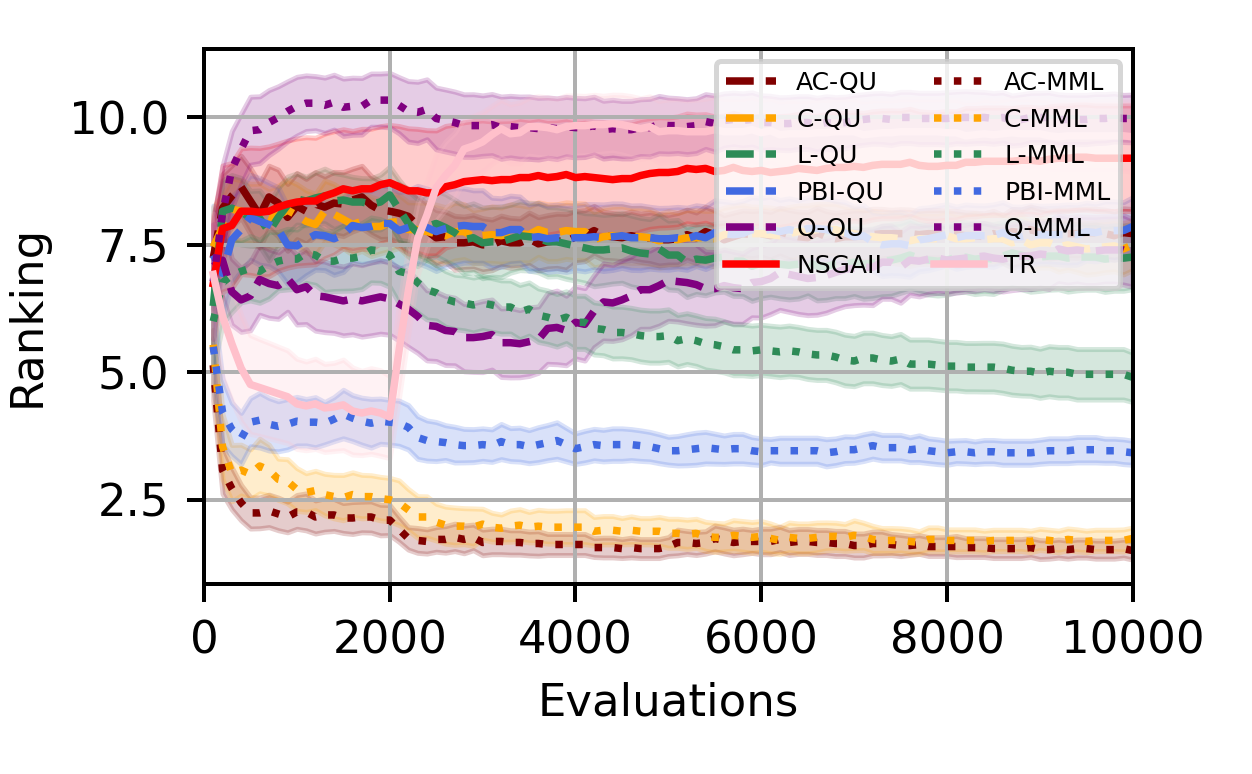 10.0
7.5
5.0
2.5
Ranking
0 2000 4000 6000 8000 10000
Evaluations
AC-QU AC-MML
C-QU C-MML
L-QU L-MML
PBI-QU PBI-MML
Q-QU Q-MML
NSGAII TR